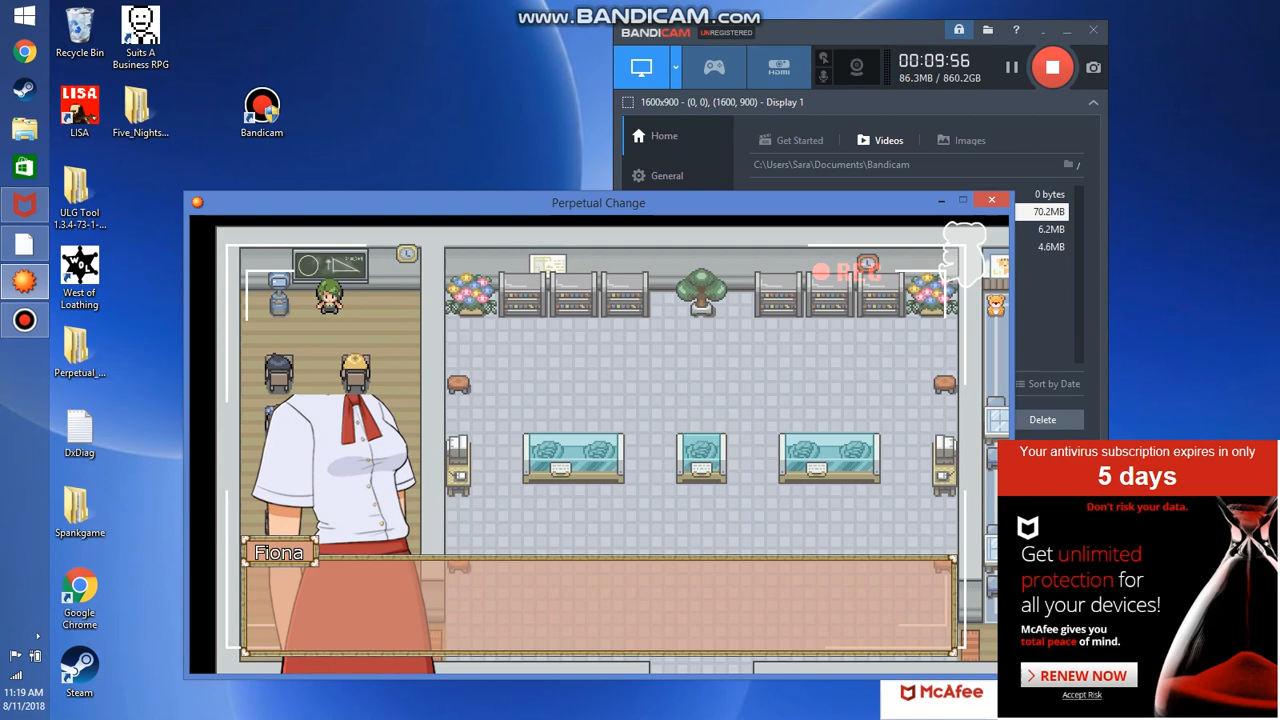 www.BANDICAM.com
BANDICAM UNREGISTERED
Recycle Bin
Suits A
Business RPG
LISA
Five_Nights...
Bandicam
ULG Tool
1.3.4-73-1-...
West of
Loathing
Perpetual_...
DxDiag
Spankgame
Google
Chrome
Steam
11:19 AM
8/11/2018
HDMI
00:09:56
86.3MB / 860.2GB
1600x900 - (0, 0), (1600, 900) - Display 1
Home
General
Get Started
Videos
Images
C:\Users\Sara\Documents\Bandicam
/
0 bytes
70.2MB
6.2MB
4.6MB
Sort by Date
Delete
Perpetual Change
REC
Fiona
Your antivirus subscription expires in only
5 days
Don't risk your data.
Get unlimited
protection for
all your devices!
McAfee gives you
total peace of mind.
> RENEW NOW
Accept Risk
McAfee